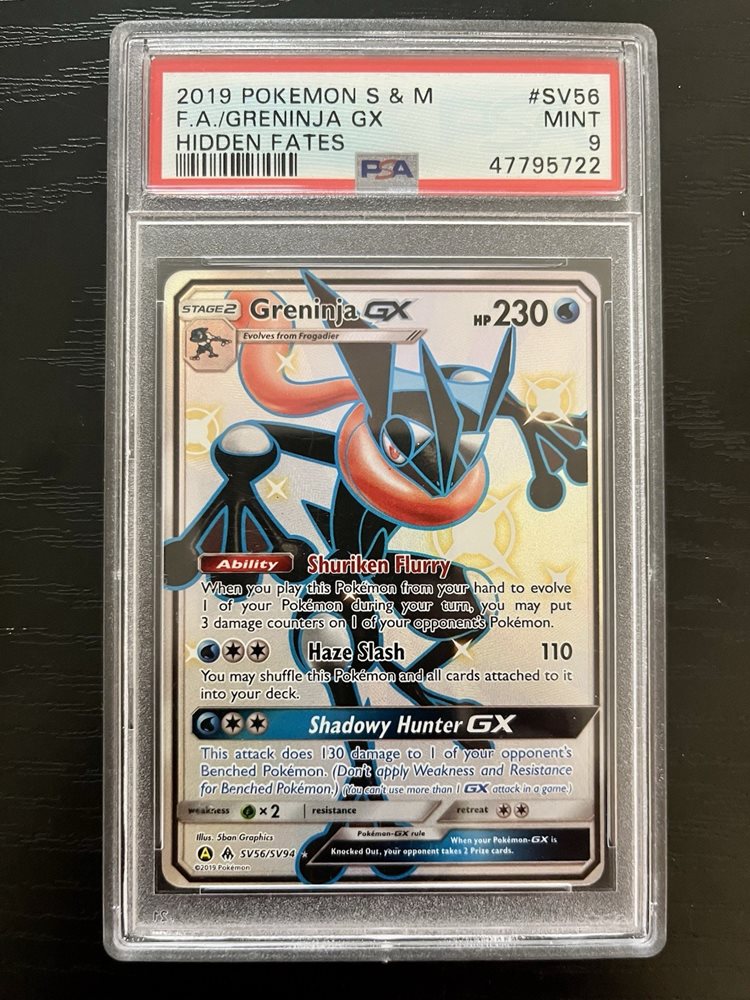 2019 POKEMON S & M #SV56
F.A./GRENINJA GX MINT
HIDDEN FATES 9
PSA 47795722
STAGE 2 Greninja GX HP 230
Evolves from Frogadier
Ability Shuriken Flurry
When you play this Pokémon from your hand to evolve
1 of your Pokémon during your turn, you may put
3 damage counters on 1 of your opponent's Pokémon.
Haze Slash 110
You may shuffle this Pokémon and all cards attached to it
into your deck.
Shadowy Hunter GX
This attack does 130 damage to 1 of your opponent's
Benched Pokémon. (Don't apply Weakness and Resistance
for Benched Pokémon.) (You can't use more than 1 GX attack in a game.)
weakness ×2 resistance retreat
Illus. 5ban Graphics Pokémon-GX rule When your Pokémon-GX is
A SV56/SV94 Knocked Out, your opponent takes 2 Prize cards.
©2019 Pokémon